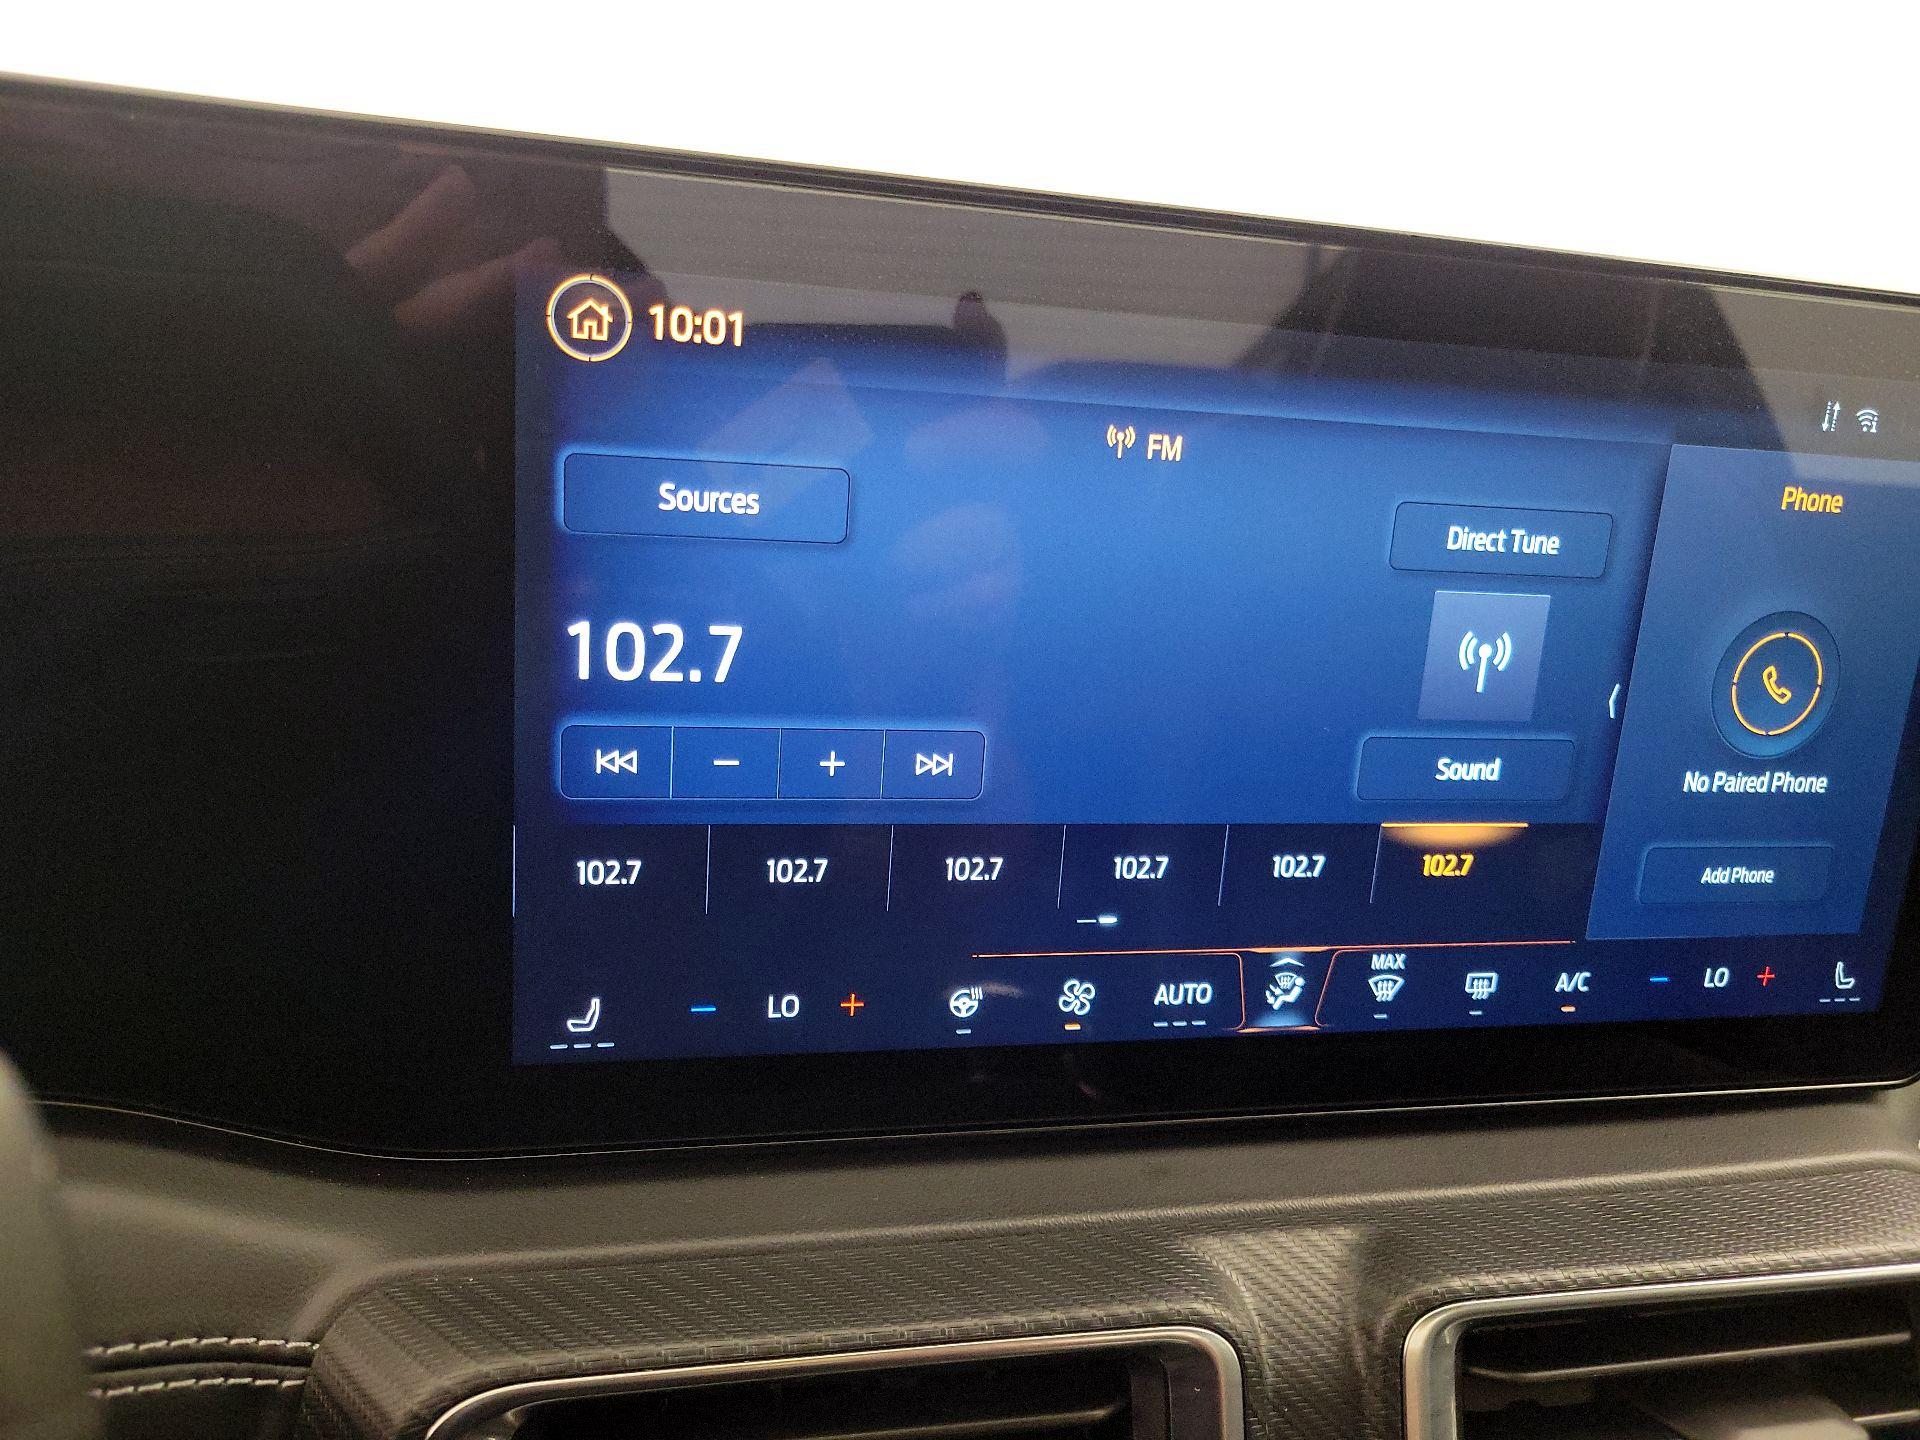 10:01
FM
Sources
Direct Tune
Phone
102.7
Sound
No Paired Phone
102.7 102.7 102.7 102.7 102.7 102.7
Add Phone
LO AUTO MAX A/C LO